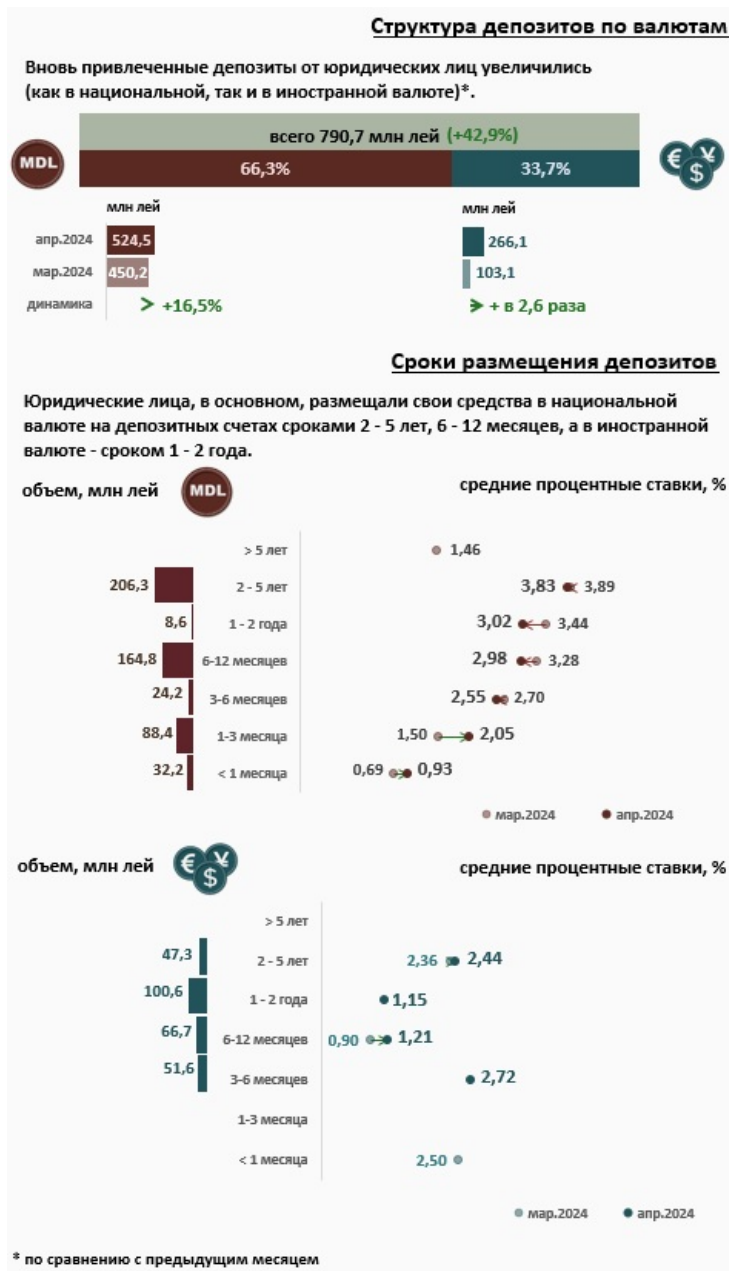 Структура депозитов по валютам
Вновь привлеченные депозиты от юридических лиц увеличились
(как в национальной, так и в иностранной валюте)*.
всего 790,7 млн лей (+42,9%)
MDL
66,3%
33,7%
€ ¥ $
млн лей
млн лей
апр.2024 524,5 266,1
мар.2024 450,2 103,1
динамика > +16,5% > + в 2,6 раза
Сроки размещения депозитов
Юридические лица, в основном, размещали свои средства в национальной
валюте на депозитных счетах сроками 2 - 5 лет, 6 - 12 месяцев, а в иностранной
валюте - сроком 1 - 2 года.
объем, млн лей MDL средние процентные ставки, %
> 5 лет 1,46
206,3 2 - 5 лет 3,83 3,89
8,6 1 - 2 года 3,02 3,44
164,8 6-12 месяцев 2,98 3,28
24,2 3-6 месяцев 2,55 2,70
88,4 1-3 месяца 1,50 2,05
32,2 < 1 месяца 0,69 0,93
мар.2024 апр.2024
объем, млн лей € ¥ $ средние процентные ставки, %
> 5 лет
47,3 2 - 5 лет 2,36 2,44
100,6 1 - 2 года 1,15
66,7 6-12 месяцев 0,90 1,21
51,6 3-6 месяцев 2,72
1-3 месяца
< 1 месяца 2,50
мар.2024 апр.2024
* по сравнению с предыдущим месяцем